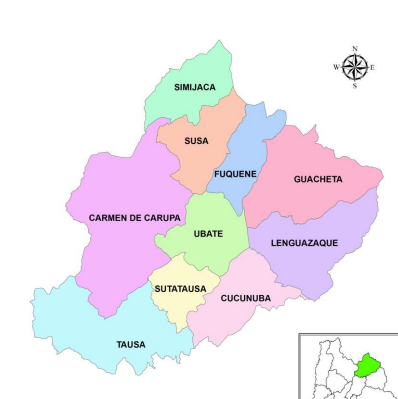 N
W E
S
SIMIJACA
SUSA
FUQUENE
GUACHETA
CARMEN DE CARUPA
UBATE
LENGUAZAQUE
SUTATAUSA
CUCUNUBA
TAUSA